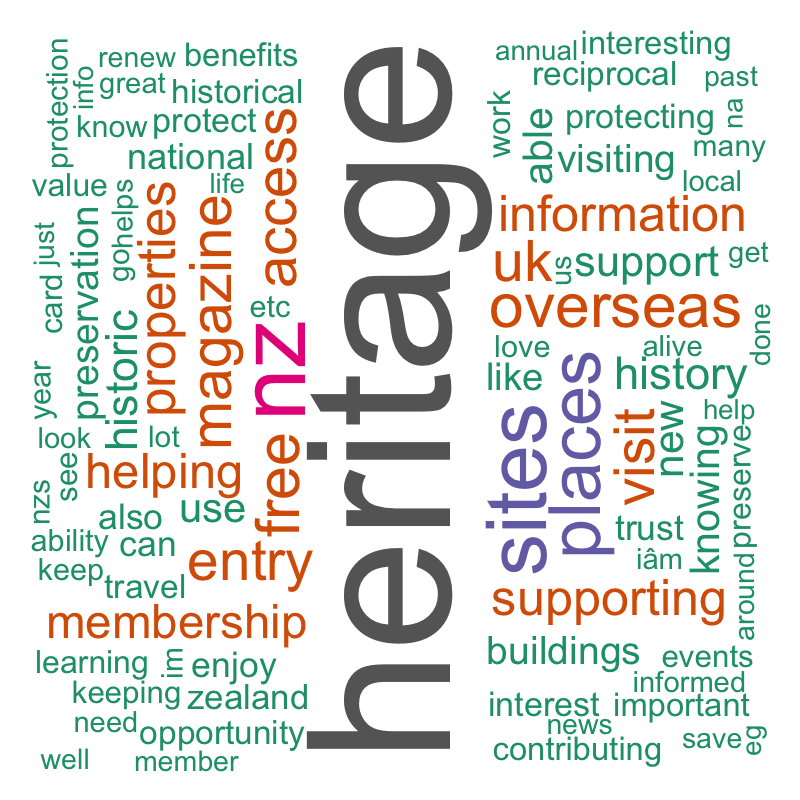 protection
info
renew
benefits
great
historical
know
protect
national
value
life
access
heritage
annual
interesting
reciprocal
past
work
able
protecting
na
visiting
many
local
card
just
preservation
helps
go
properties
magazine
information
uk
us
support
get
etc
nz
overseas
historic
year
love
alive
done
like
history
look
lot
free
sites
places
visit
new
help
nzs
see
helping
knowing
preserve
also
use
trust
ability
can
iâm
keep
travel
entry
supporting
around
membership
buildings
events
learning
im
enjoy
informed
keeping
zealand
interest
important
need
opportunity
news
contributing
save
eg
well
member